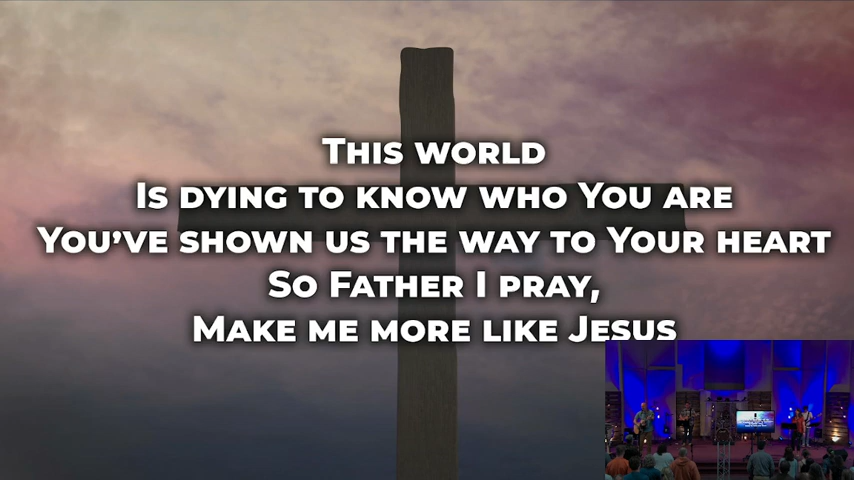 This world
Is dying to know who You are
You’ve shown us the way to Your heart
So Father I pray,
Make me more like Jesus